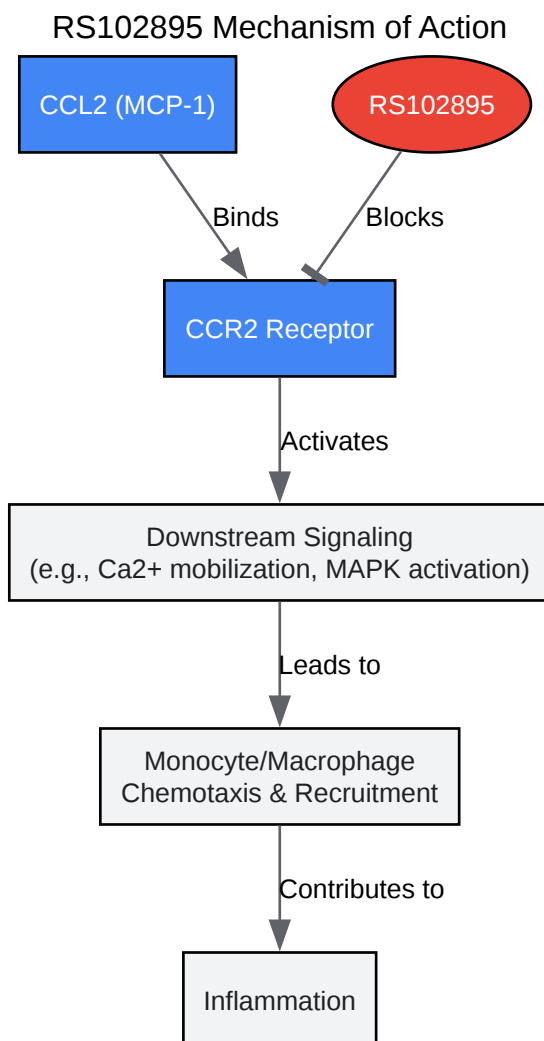 RS102895 Mechanism of Action
CCL2 (MCP-1)
RS102895
Binds
Blocks
CCR2 Receptor
Activates
Downstream Signaling
(e.g., Ca2+ mobilization, MAPK activation)
Leads to
Monocyte/Macrophage
Chemotaxis & Recruitment
Contributes to
Inflammation